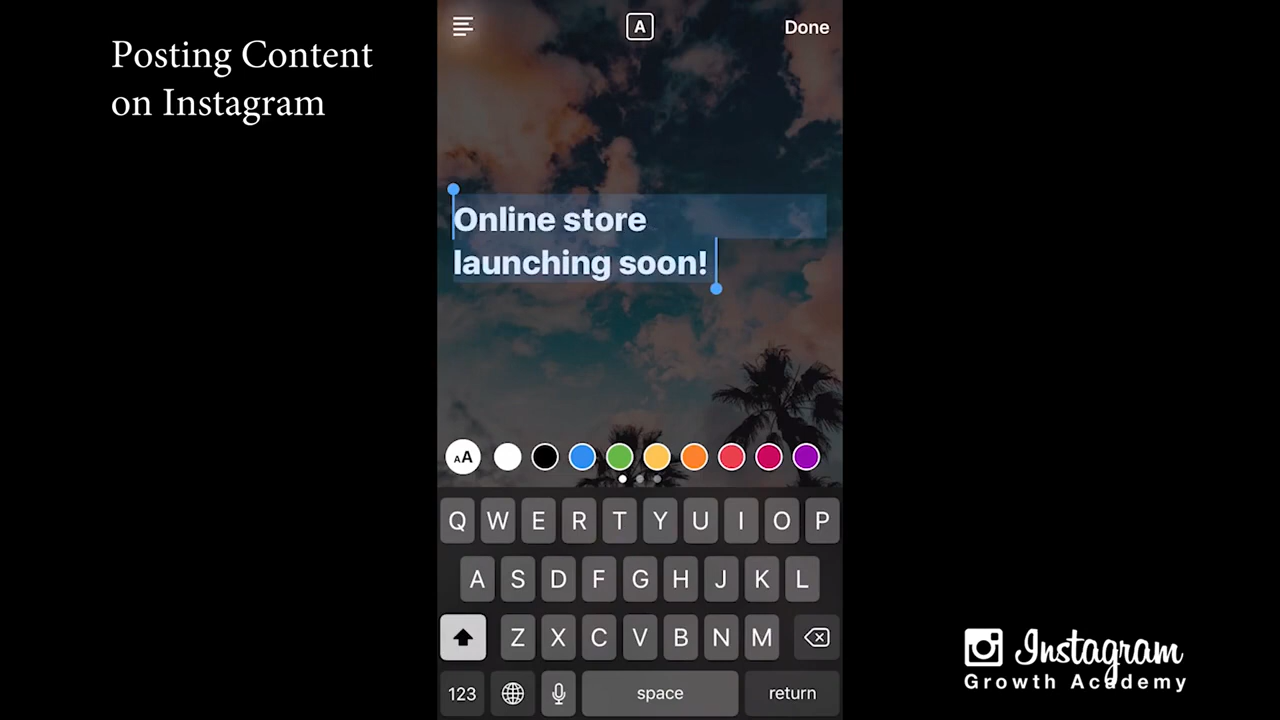 Posting Content
on Instagram
A
Done
Online store
launching soon!
AA
Q W E R T Y U I O P
A S D F G H J K L
Z X C V B N M
123 space return
Instagram
Growth Academy